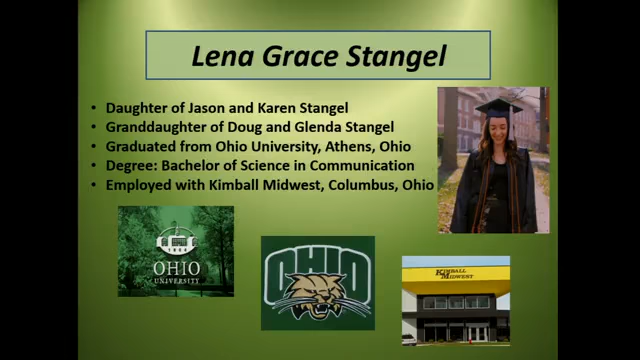 Lena Grace Stangel
• Daughter of Jason and Karen Stangel
• Granddaughter of Doug and Glenda Stangel
• Graduated from Ohio University, Athens, Ohio
• Degree: Bachelor of Science in Communication
• Employed with Kimball Midwest, Columbus, Ohio
1804
OHIO
UNIVERSITY
OHIO
KIMBALL
MIDWEST